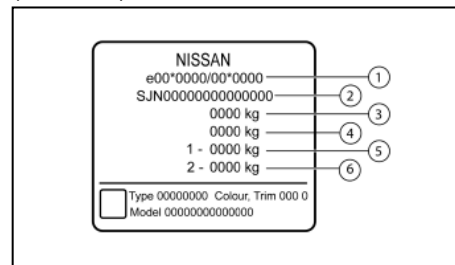 NISSAN
e00*0000/00*0000 1
SJN00000000000000 2
0000 kg 3
0000 kg 4
1 - 0000 kg 5
2 - 0000 kg 6
Type 00000000 Colour, Trim 000 0
Model 00000000000000